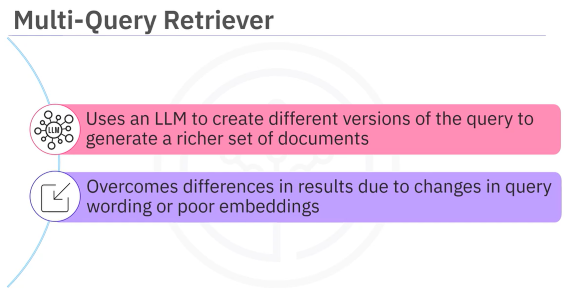 Multi-Query Retriever
LLM
Uses an LLM to create different versions of the query to
generate a richer set of documents
Overcomes differences in results due to changes in query
wording or poor embeddings